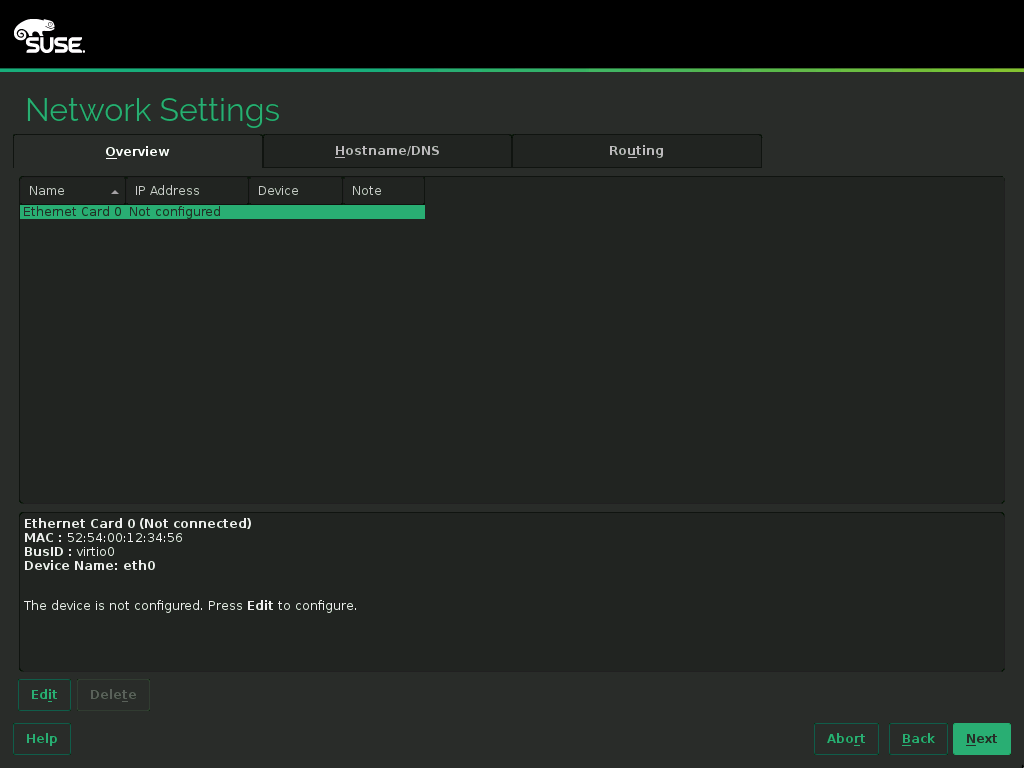 SUSE.
Network Settings
Overview Hostname/DNS Routing
Name IP Address Device Note
Ethernet Card 0 Not configured
Ethernet Card 0 (Not connected)
MAC : 52:54:00:12:34:56
BusID : virtio0
Device Name: eth0
The device is not configured. Press Edit to configure.
Edit Delete
Help Abort Back Next